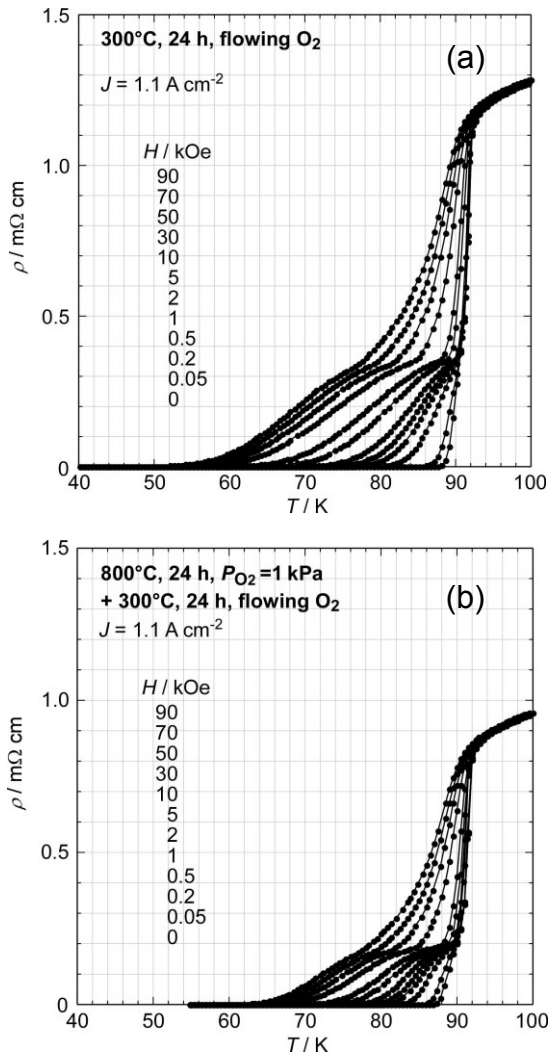 1.5
300°C, 24 h, flowing O2
(a)
J = 1.1 A cm-2
H / kOe
90
70
50
30
10
5
2
1
0.5
0.2
0.05
0
1.0
0.5
0
ρ / mΩ cm
40 50 60 70 80 90 100
T / K
1.5
800°C, 24 h, PO2=1 kPa
+ 300°C, 24 h, flowing O2
(b)
J = 1.1 A cm-2
H / kOe
90
70
50
30
10
5
2
1
0.5
0.2
0.05
0
1.0
0.5
0
ρ / mΩ cm
40 50 60 70 80 90 100
T / K